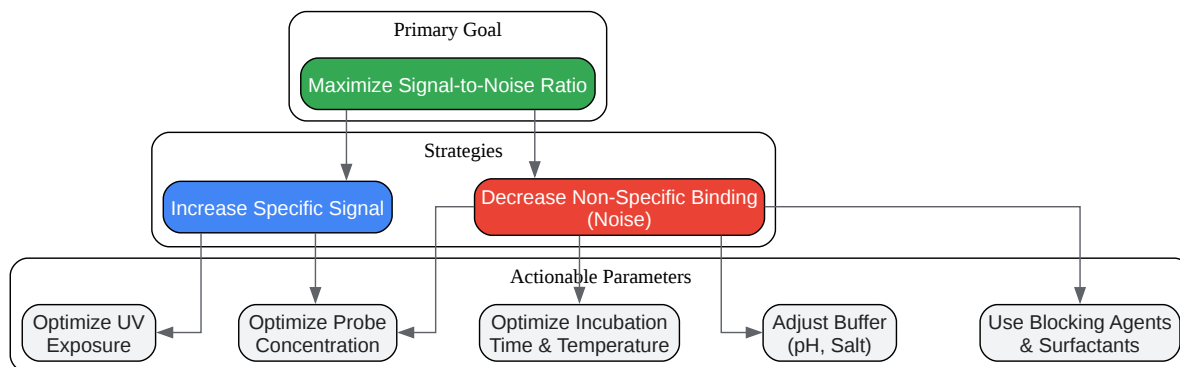 Primary Goal
Maximize Signal-to-Noise Ratio
Strategies
Increase Specific Signal
Decrease Non-Specific Binding
(Noise)
Actionable Parameters
Optimize UV
Exposure
Optimize Probe
Concentration
Optimize Incubation
Time & Temperature
Adjust Buffer
(pH, Salt)
Use Blocking Agents
& Surfactants